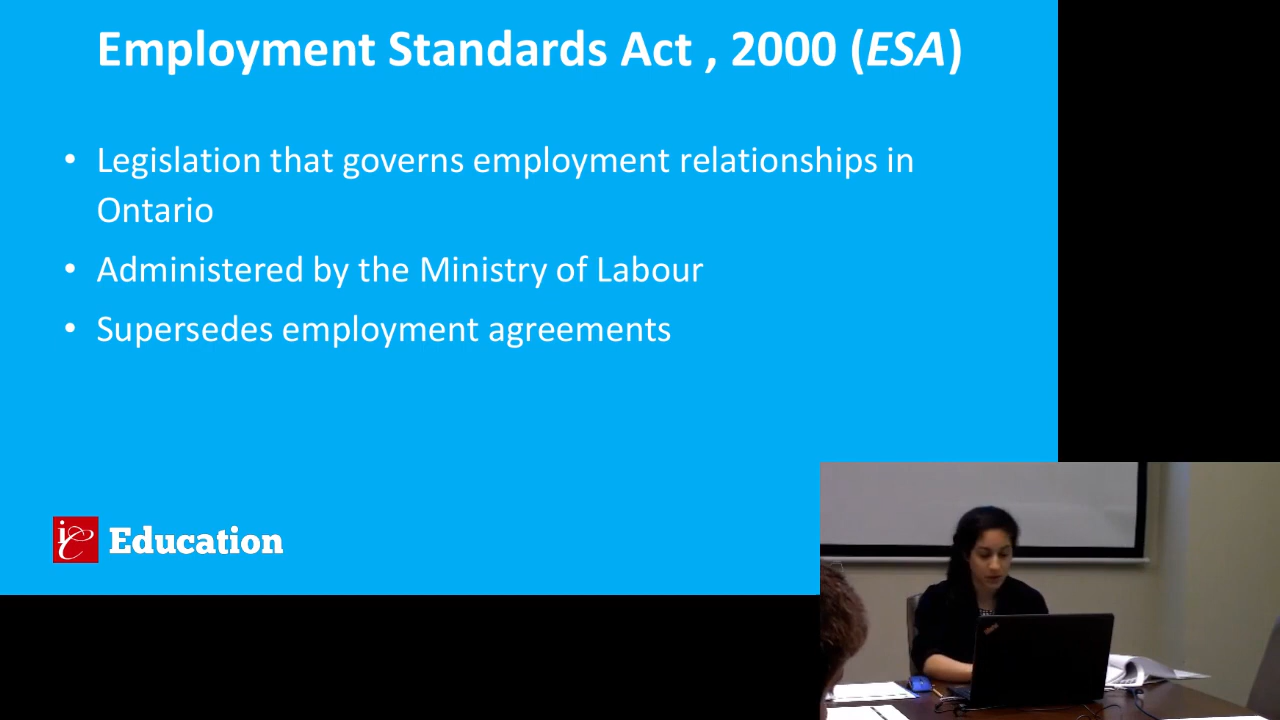 Employment Standards Act , 2000 (ESA)
• Legislation that governs employment relationships in
Ontario
• Administered by the Ministry of Labour
• Supersedes employment agreements
iC Education